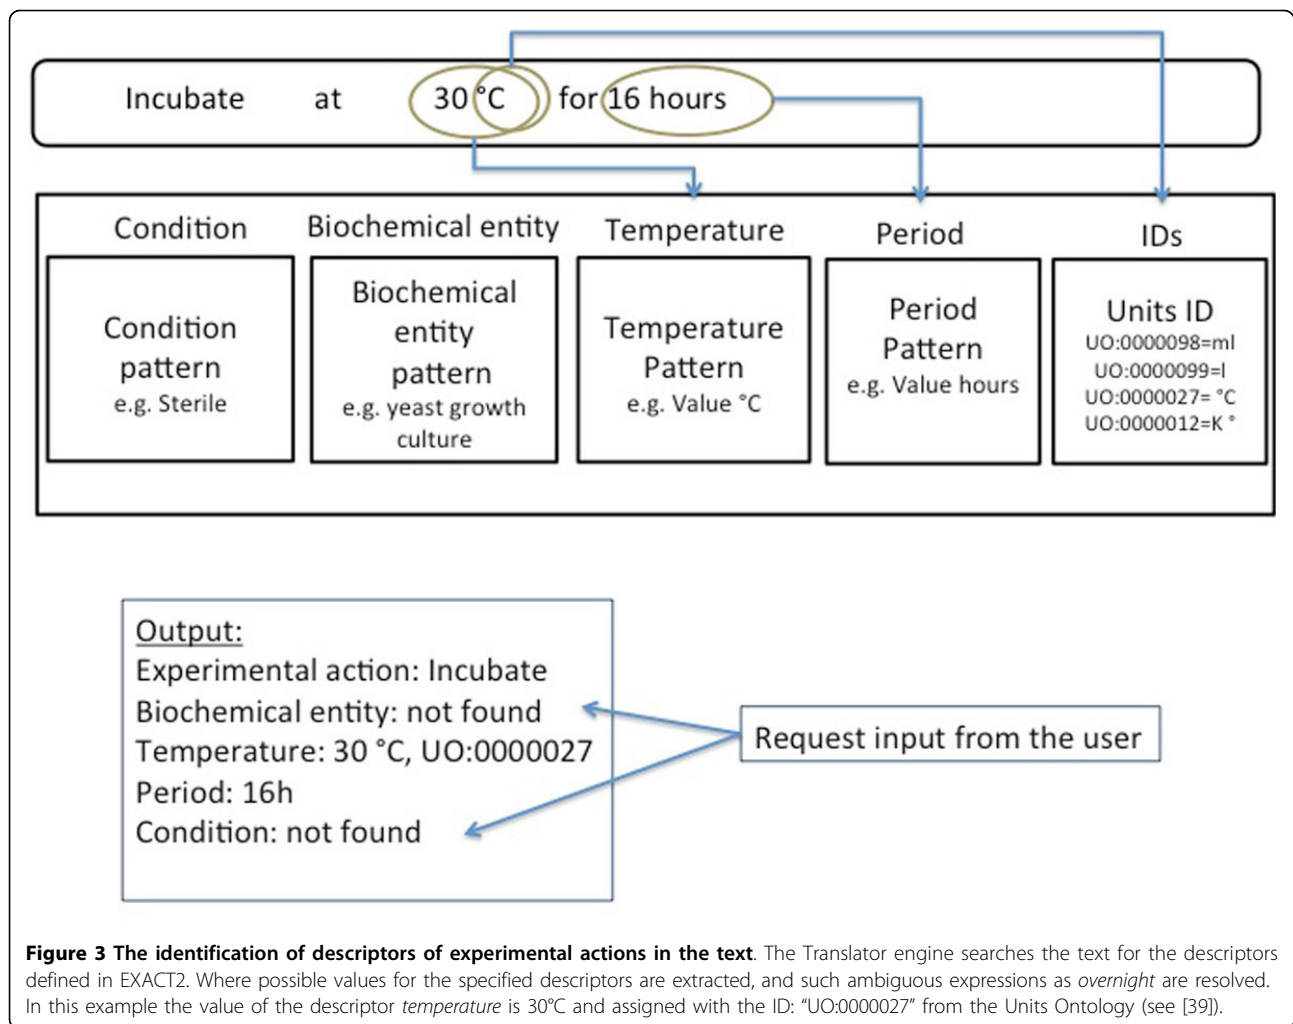 Incubate at 30 °C for 16 hours
Condition Biochemical entity Temperature Period IDs
Condition
pattern
e.g. Sterile
Biochemical
entity
pattern
e.g. yeast growth
culture
Temperature
Pattern
e.g. Value °C
Period
Pattern
e.g. Value hours
Units ID
UO:0000098=ml
UO:0000099=l
UO:0000027= °C
UO:0000012=K °
Output:
Experimental action: Incubate
Biochemical entity: not found
Temperature: 30 °C, UO:0000027
Period: 16h
Condition: not found
Request input from the user
Figure 3 The identification of descriptors of experimental actions in the text. The Translator engine searches the text for the descriptors
defined in EXACT2. Where possible values for the specified descriptors are extracted, and such ambiguous expressions as overnight are resolved.
In this example the value of the descriptor temperature is 30°C and assigned with the ID: “UO:0000027” from the Units Ontology (see [39]).